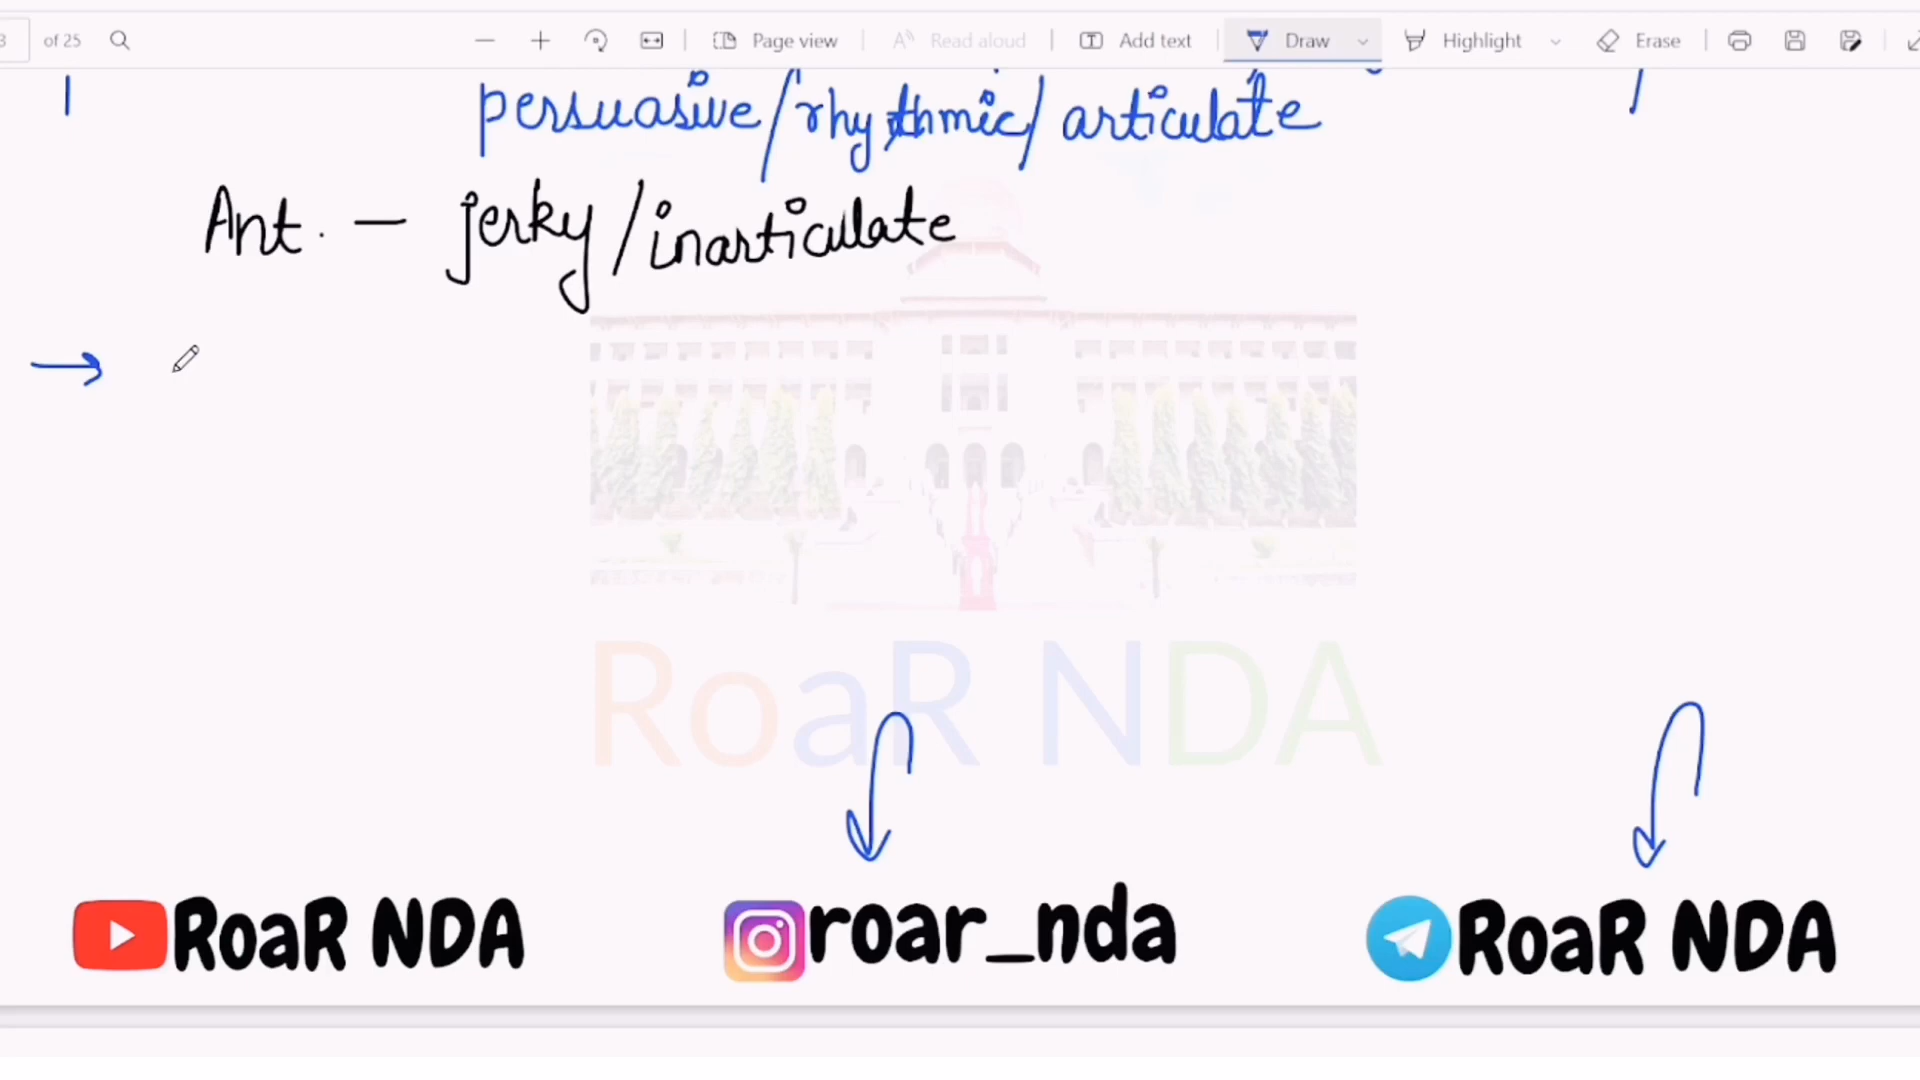 3 of 25 Page view Read aloud Add text Draw Highlight Erase
persuasive/rhythmic/articulate
Ant. — jerky/inarticulate
→
RoaR NDA
RoaR NDA roar_nda RoaR NDA